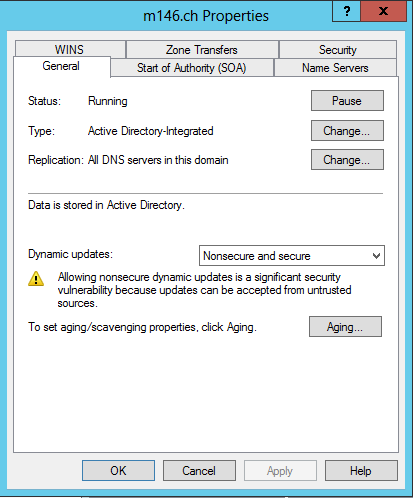 m146.ch Properties
?
X
WINS
Zone Transfers
Security
General
Start of Authority (SOA)
Name Servers
Status:
Running
Pause
Type:
Active Directory-Integrated
Change...
Replication:
All DNS servers in this domain
Change...
Data is stored in Active Directory.
Dynamic updates:
Nonsecure and secure
Allowing nonsecure dynamic updates is a significant security
vulnerability because updates can be accepted from untrusted
sources.
To set aging/scavenging properties, click Aging.
Aging...
OK
Cancel
Apply
Help